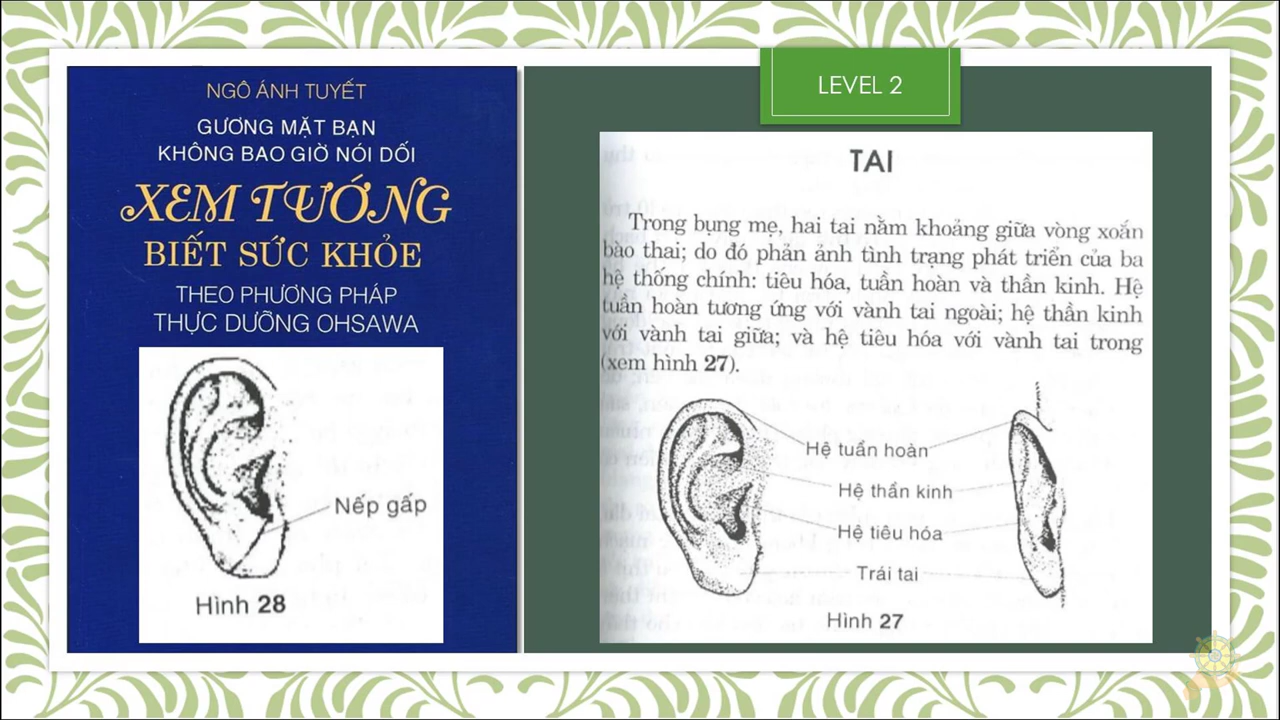 NGÔ ÁNH TUYẾT
GƯƠNG MẶT BẠN
KHÔNG BAO GIỜ NÓI DỐI
XEM TƯỚNG
BIẾT SỨC KHỎE
THEO PHƯƠNG PHÁP
THỰC DƯỠNG OHSAWA
Nếp gấp
Hình 28
LEVEL 2
TAI
Trong bụng mẹ, hai tai nằm khoảng giữa vòng xoắn
bào thai; do đó phản ảnh tình trạng phát triển của ba
hệ thống chính: tiêu hóa, tuần hoàn và thần kinh. Hệ
tuần hoàn tương ứng với vành tai ngoài; hệ thần kinh
với vành tai giữa; và hệ tiêu hóa với vành tai trong
(xem hình 27).
Hệ tuần hoàn
Hệ thần kinh
Hệ tiêu hóa
Trái tai
Hình 27